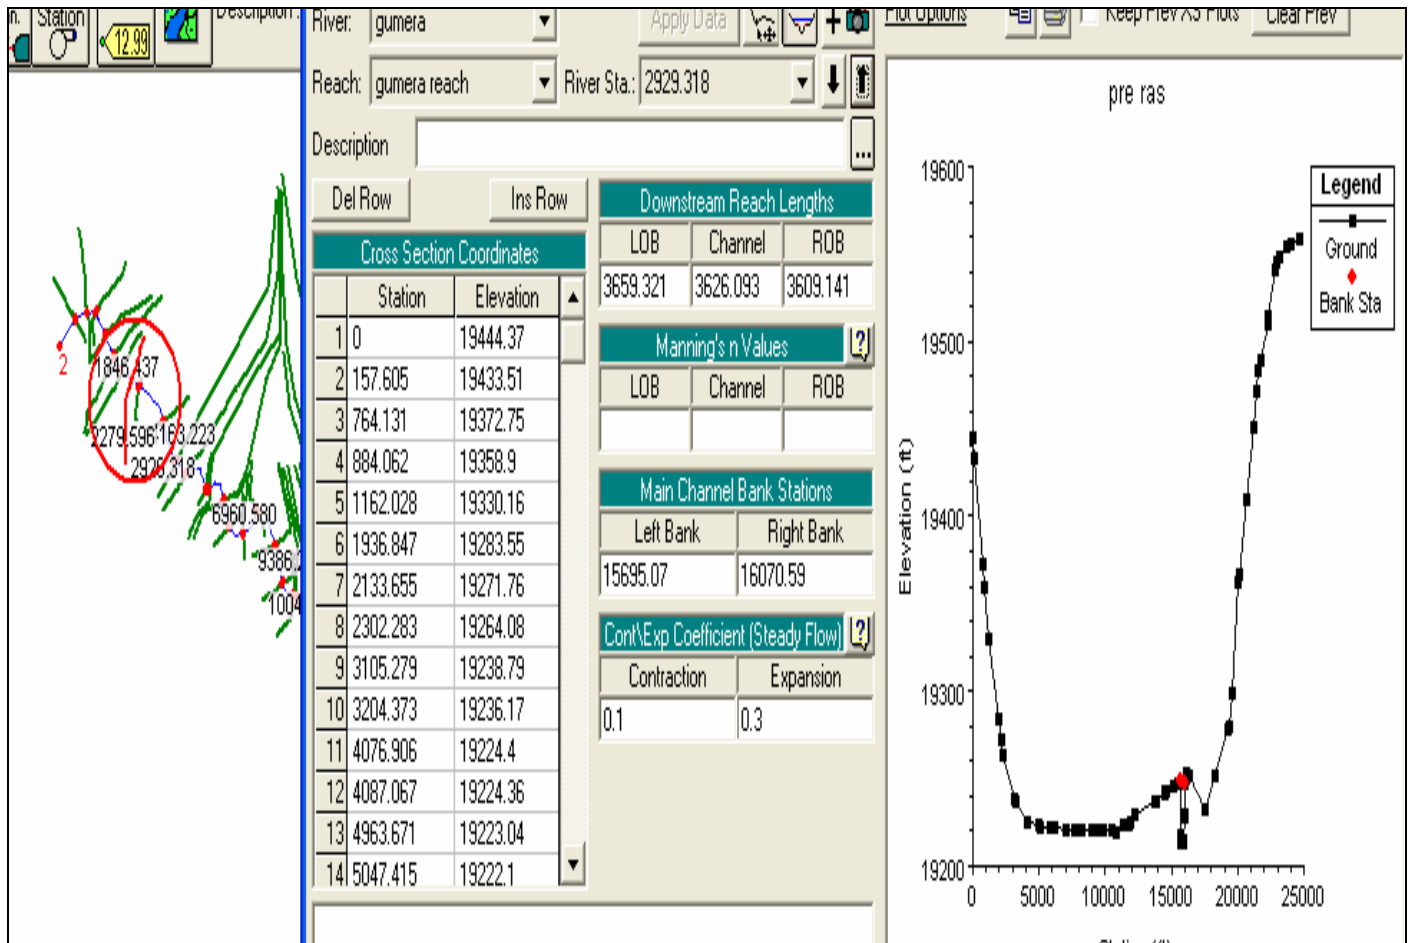 n.
Station
Description :
12.99
2
1846.437
2279.596
163.223
2929.318
6960.580
9386.2
1004
River: gumera
Apply Data
Reach: gumera reach River Sta.: 2929.318
Description
...
Del Row Ins Row
Cross Section Coordinates
Station Elevation
1 0 19444.37
2 157.605 19433.51
3 764.131 19372.75
4 884.062 19358.9
5 1162.028 19330.16
6 1936.847 19283.55
7 2133.655 19271.76
8 2302.283 19264.08
9 3105.279 19238.79
10 3204.373 19236.17
11 4076.906 19224.4
12 4087.067 19224.36
13 4963.671 19223.04
14 5047.415 19222.1
Downstream Reach Lengths
LOB Channel ROB
3659.321 3626.093 3609.141
Manning's n Values
?
LOB Channel ROB
Main Channel Bank Stations
Left Bank Right Bank
15695.07 16070.59
Cont\Exp Coefficient (Steady Flow)
?
Contraction Expansion
0.1 0.3
Plot Options
Keep Prev XS Plots
Clear Prev
pre ras
Elevation (ft)
19600
19500
19400
19300
19200
0 5000 10000 15000 20000 25000
Legend
Ground
Bank Sta